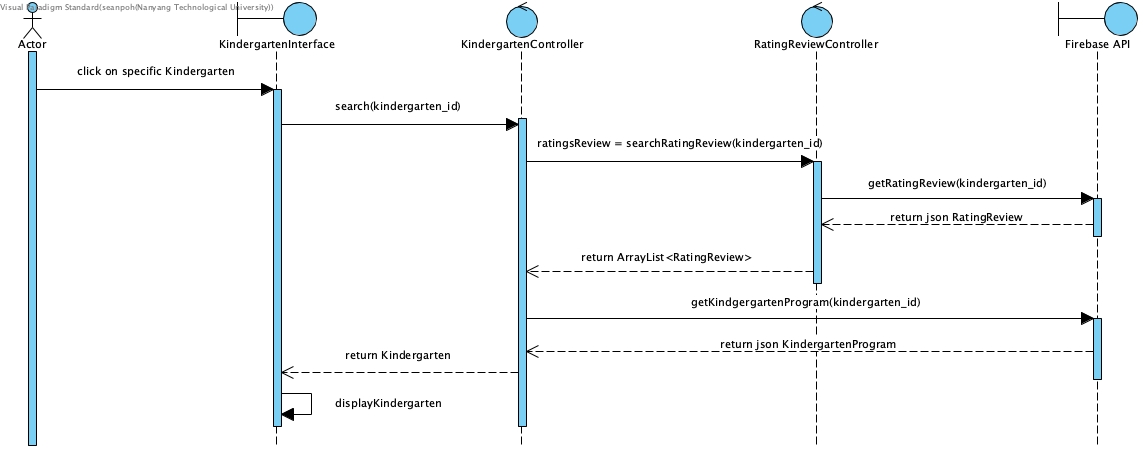 Visual Paradigm Standard(seanpoh(Nanyang Technological University))
Actor
KindergartenInterface
KindergartenController
RatingReviewController
Firebase API
click on specific Kindergarten
search(kindergarten_id)
ratingsReview = searchRatingReview(kindergarten_id)
getRatingReview(kindergarten_id)
return json RatingReview
return ArrayList<RatingReview>
getKindgergartenProgram(kindergarten_id)
return json KindergartenProgram
return Kindergarten
displayKindergarten